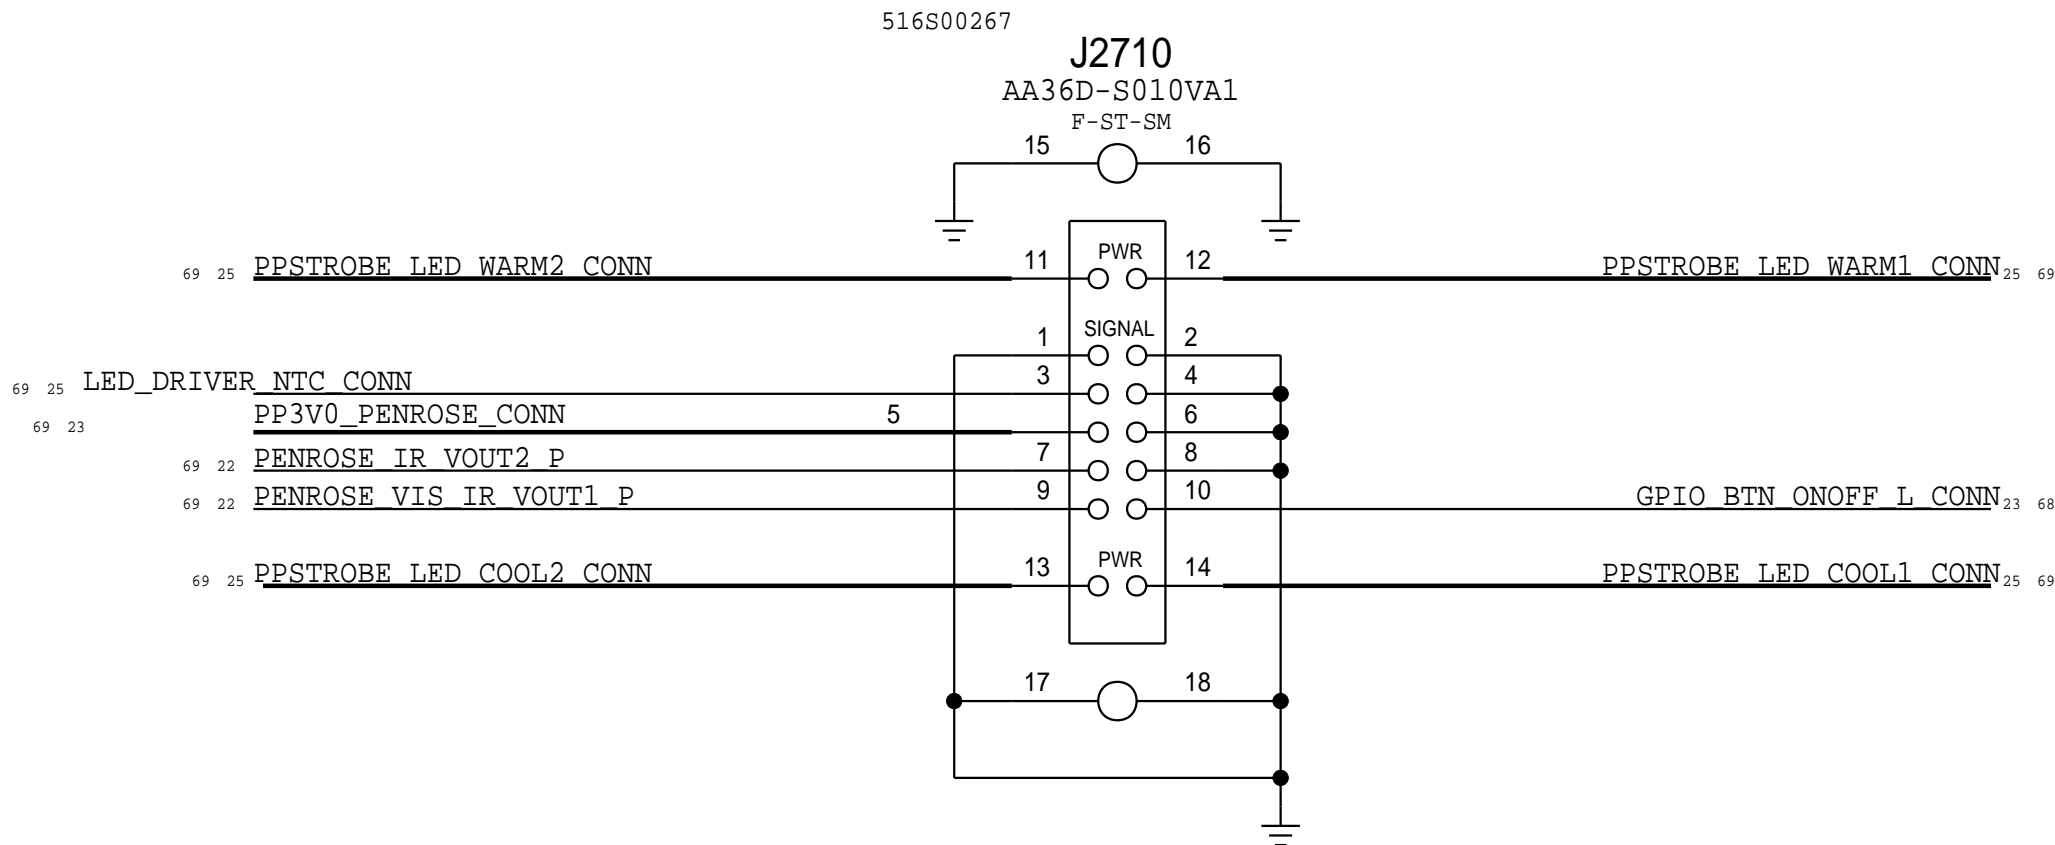 516S00267
J2710
AA36D-S010VA1
F-ST-SM
15 16
69 25 PPSTROBE_LED_WARM2_CONN 11 PWR 12 PPSTROBE_LED_WARM1_CONN 25 69
1 SIGNAL 2
69 25 LED_DRIVER_NTC_CONN 3 4
69 23 PP3V0_PENROSE_CONN 5 6
69 22 PENROSE_IR_VOUT2_P 7 8
69 22 PENROSE_VIS_IR_VOUT1_P 9 10 GPIO_BTN_ONOFF_L_CONN 23 68
69 25 PPSTROBE_LED_COOL2_CONN 13 PWR 14 PPSTROBE_LED_COOL1_CONN 25 69
17 18